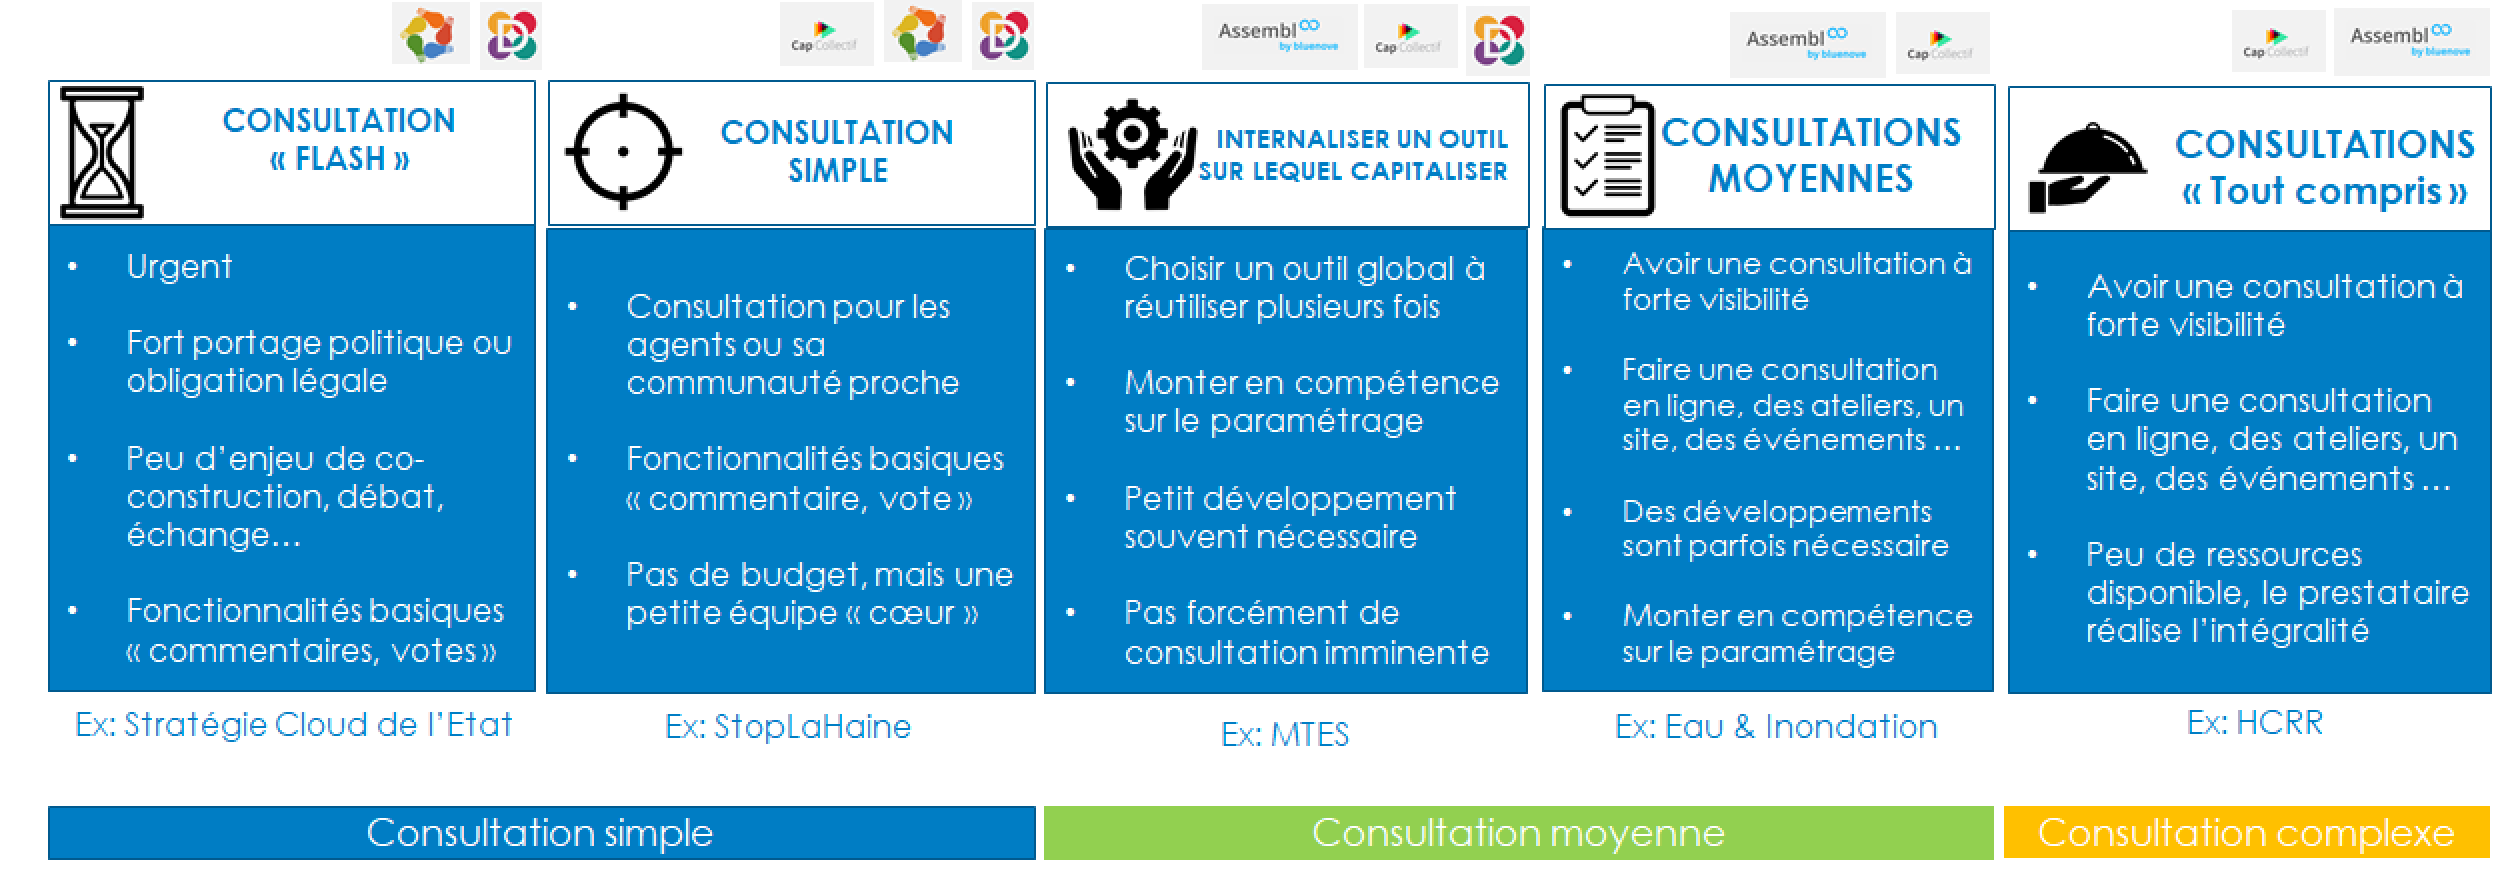 Cap Collectif
Assembl
by bluenove
Cap Collectif
Assembl
by bluenove
Cap Collectif
Cap Collectif
Assembl
by bluenove
CONSULTATION
« FLASH »
• Urgent
• Fort portage politique ou
obligation légale
• Peu d’enjeu de co-
construction, débat,
échange...
• Fonctionnalités basiques
« commentaires, votes »
Ex: Stratégie Cloud de l’Etat
CONSULTATION
SIMPLE
• Consultation pour les
agents ou sa
communauté proche
• Fonctionnalités basiques
« commentaire, vote »
• Pas de budget, mais une
petite équipe « cœur »
Ex: StopLaHaine
INTERNALISER UN OUTIL
SUR LEQUEL CAPITALISER
• Choisir un outil global à
réutiliser plusieurs fois
• Monter en compétence
sur le paramétrage
• Petit développement
souvent nécessaire
• Pas forcément de
consultation imminente
Ex: MTES
CONSULTATIONS
MOYENNES
• Avoir une consultation à
forte visibilité
• Faire une consultation
en ligne, des ateliers, un
site, des événements ...
• Des développements
sont parfois nécessaire
• Monter en compétence
sur le paramétrage
Ex: Eau & Inondation
CONSULTATIONS
« Tout compris »
• Avoir une consultation à
forte visibilité
• Faire une consultation
en ligne, des ateliers, un
site, des événements ...
• Peu de ressources
disponible, le prestataire
réalise l’intégralité
Ex: HCRR
Consultation simple
Consultation moyenne
Consultation complexe